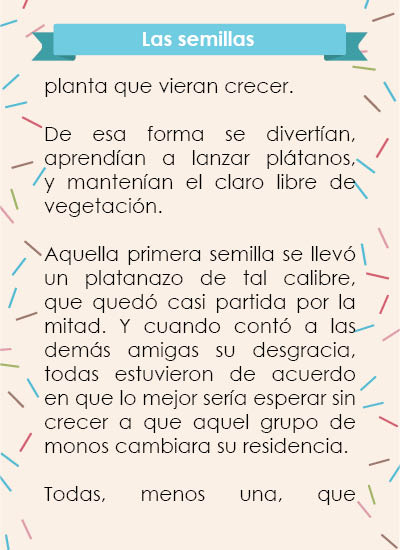 Las semillas
planta que vieran crecer.
De esa forma se divertían,
aprendían a lanzar plátanos,
y mantenían el claro libre de
vegetación.
Aquella primera semilla se llevó
un platanazo de tal calibre,
que quedó casi partida por la
mitad. Y cuando contó a las
demás amigas su desgracia,
todas estuvieron de acuerdo
en que lo mejor sería esperar sin
crecer a que aquel grupo de
monos cambiara su residencia.
Todas, menos una, que